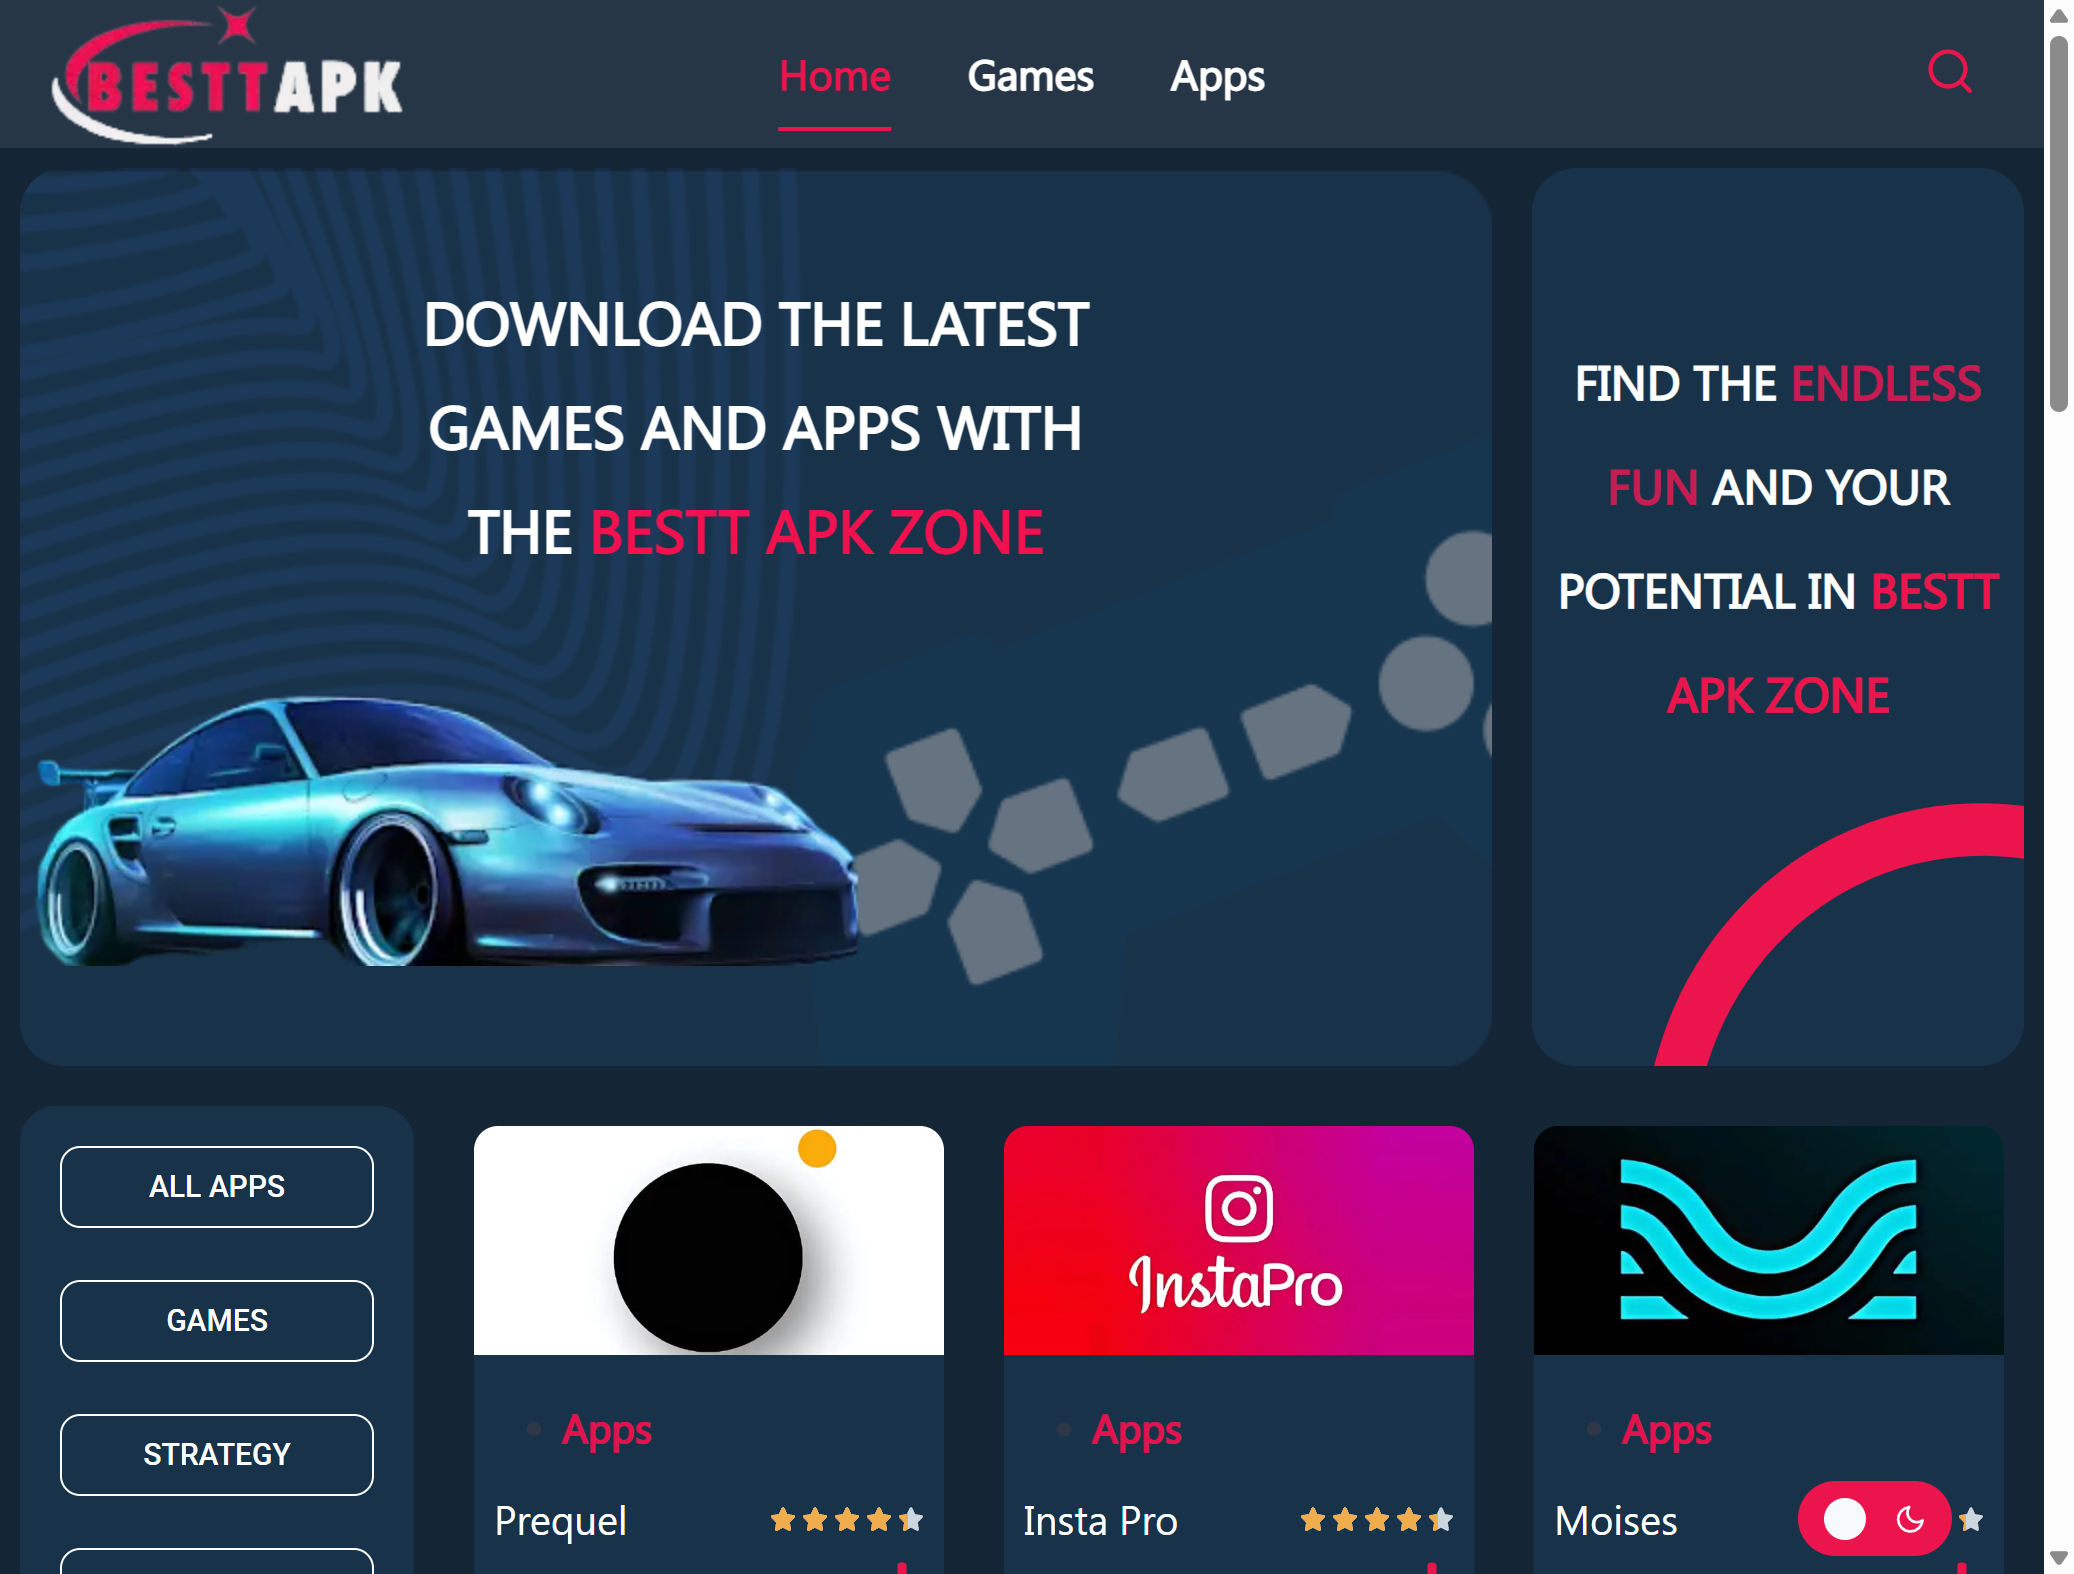 BESTTAPK
Home
Games
Apps
DOWNLOAD THE LATEST
GAMES AND APPS WITH
THE BESTT APK ZONE
FIND THE ENDLESS
FUN AND YOUR
POTENTIAL IN BESTT
APK ZONE
ALL APPS
GAMES
STRATEGY
InstaPro
Apps
Prequel
Apps
Insta Pro
Apps
Moises